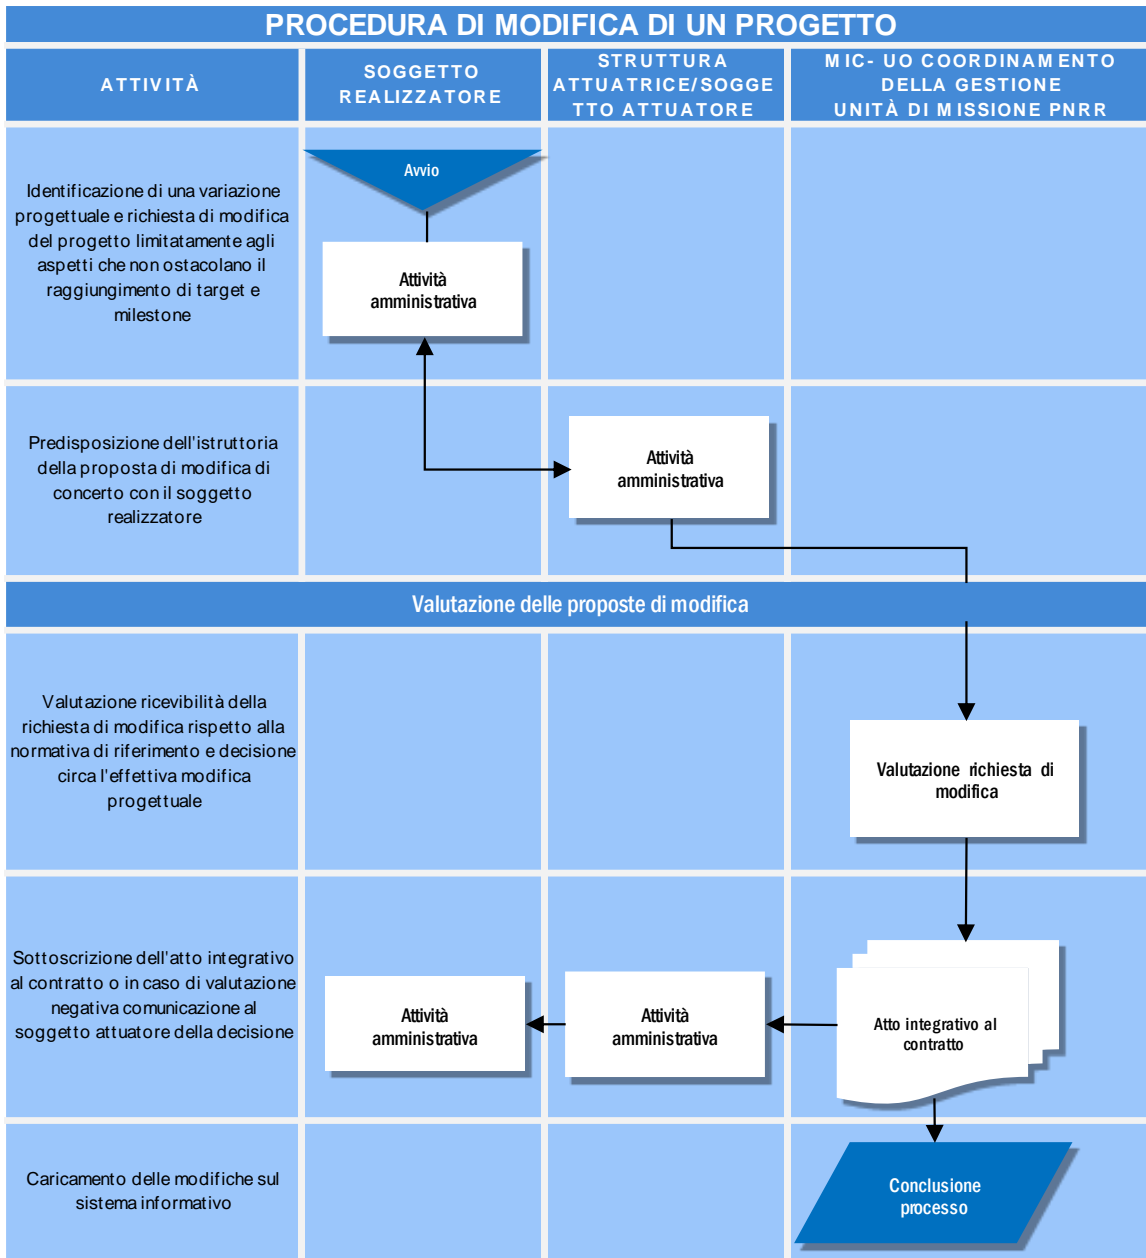 PROCEDURA DI MODIFICA DI UN PROGETTO
ATTIVITÀ
SOGGETTO
REALIZZATORE
STRUTTURA
ATTUATRICE/SOGGE
TTO ATTUATORE
MIC- UO COORDINAMENTO
DELLA GESTIONE
UNITÀ DI MISSIONE PNRR
Identificazione di una variazione
progettuale e richiesta di modifica
del progetto limitatamente agli
aspetti che non ostacolano il
raggiungimento di target e
milestone
Avvio
Attività
amministrativa
Predisposizione dell'istruttoria
della proposta di modifica di
concerto con il soggetto
realizzatore
Attività
amministrativa
Valutazione delle proposte di modifica
Valutazione ricevibilità della
richiesta di modifica rispetto alla
normativa di riferimento e decisione
circa l'effettiva modifica
progettuale
Valutazione richiesta di
modifica
Sottoscrizione dell'atto integrativo
al contratto o in caso di valutazione
negativa comunicazione al
soggetto attuatore della decisione
Attività
amministrativa
Attività
amministrativa
Atto integrativo al
contratto
Caricamento delle modifiche sul
sistema informativo
Conclusione
processo